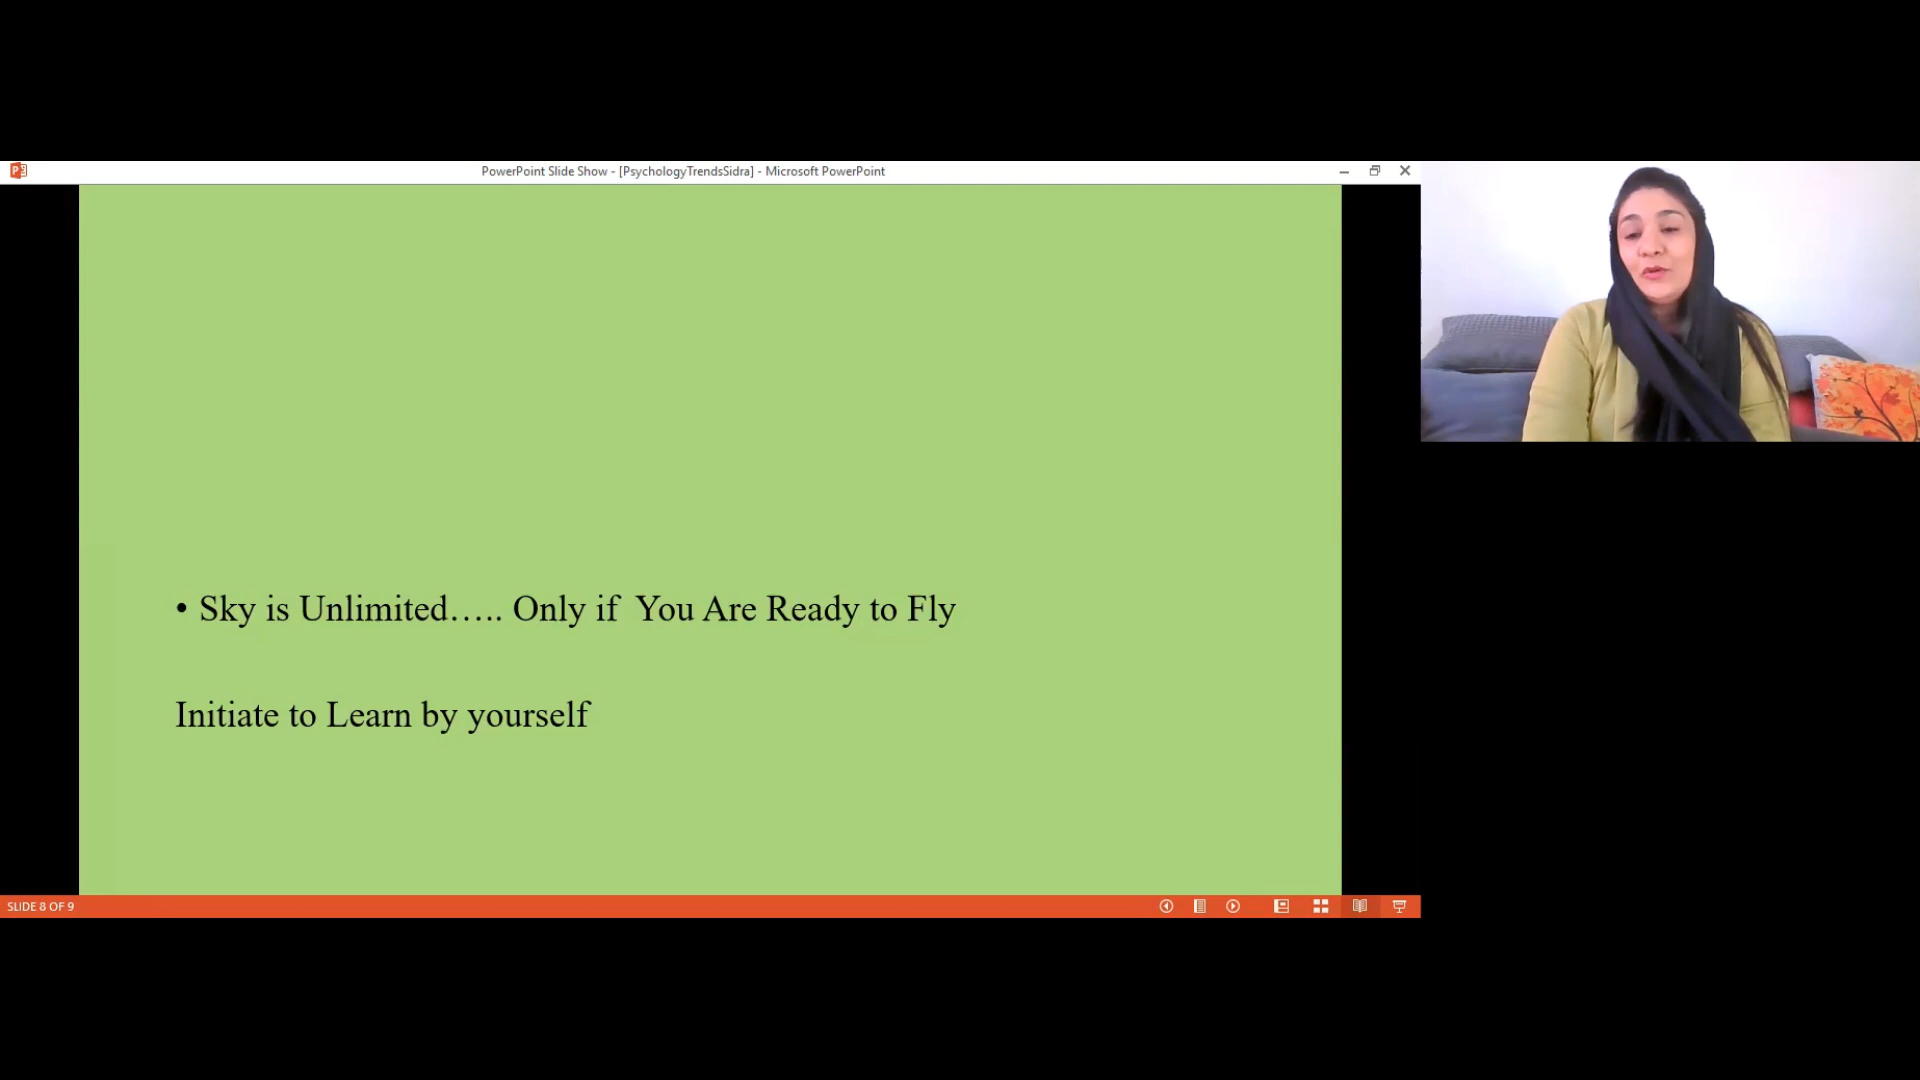 PowerPoint Slide Show - [PsychologyTrendsSidra] - Microsoft PowerPoint
• Sky is Unlimited….. Only if  You Are Ready to Fly
Initiate to Learn by yourself
SLIDE 8 OF 9